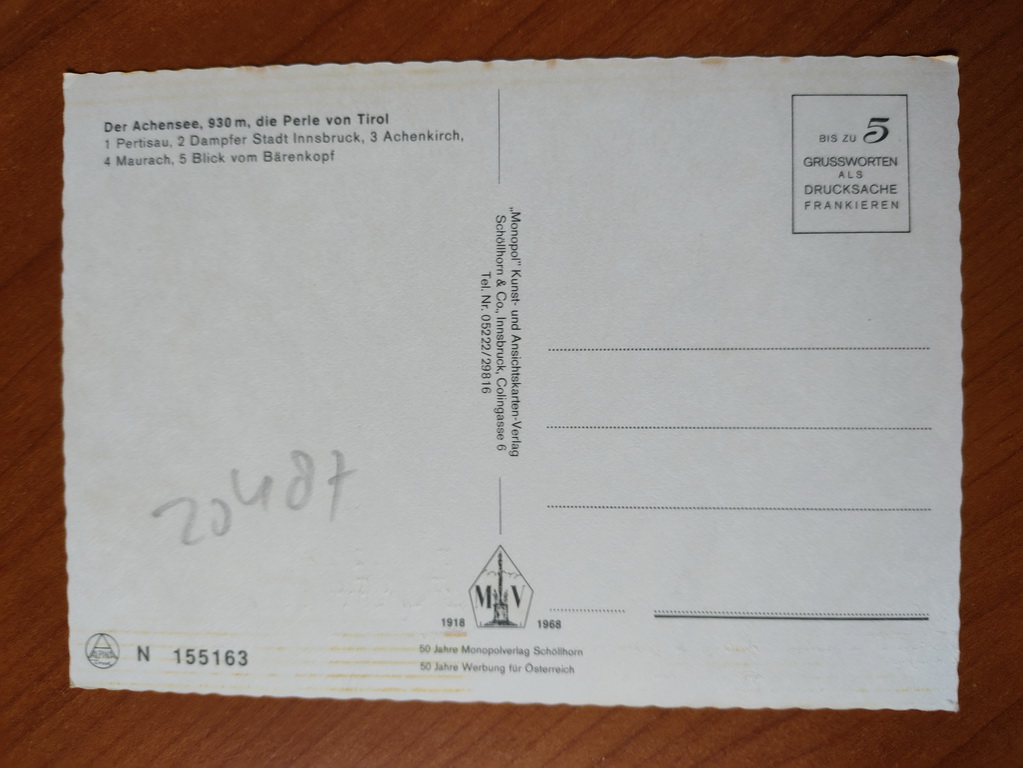 Der Achensee, 930 m, die Perle von Tirol
1 Pertisau, 2 Dampfer Stadt Innsbruck, 3 Achenkirch,
4 Maurach, 5 Blick vom Bärenkopf
BIS ZU 5
GRUSSWORTEN
ALS
DRUCKSACHE
FRANKIEREN
„Monopol" Kunst- und Ansichtskarten-Verlag
Schöllhorn & Co., Innsbruck, Colingasse 6
Tel. Nr. 05222/29816
20487
M V
1918 1968
50 Jahre Monopolverlag Schöllhorn
50 Jahre Werbung für Österreich
ALPINA
N 155163